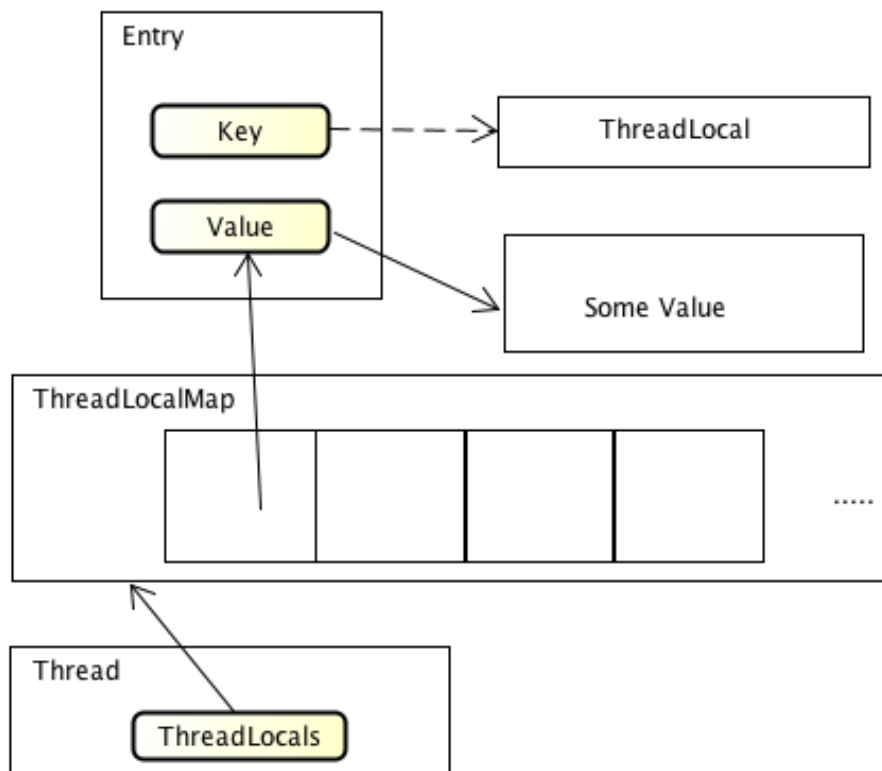 Entry
Key
ThreadLocal
Value
Some Value
ThreadLocalMap
.....
Thread
ThreadLocals